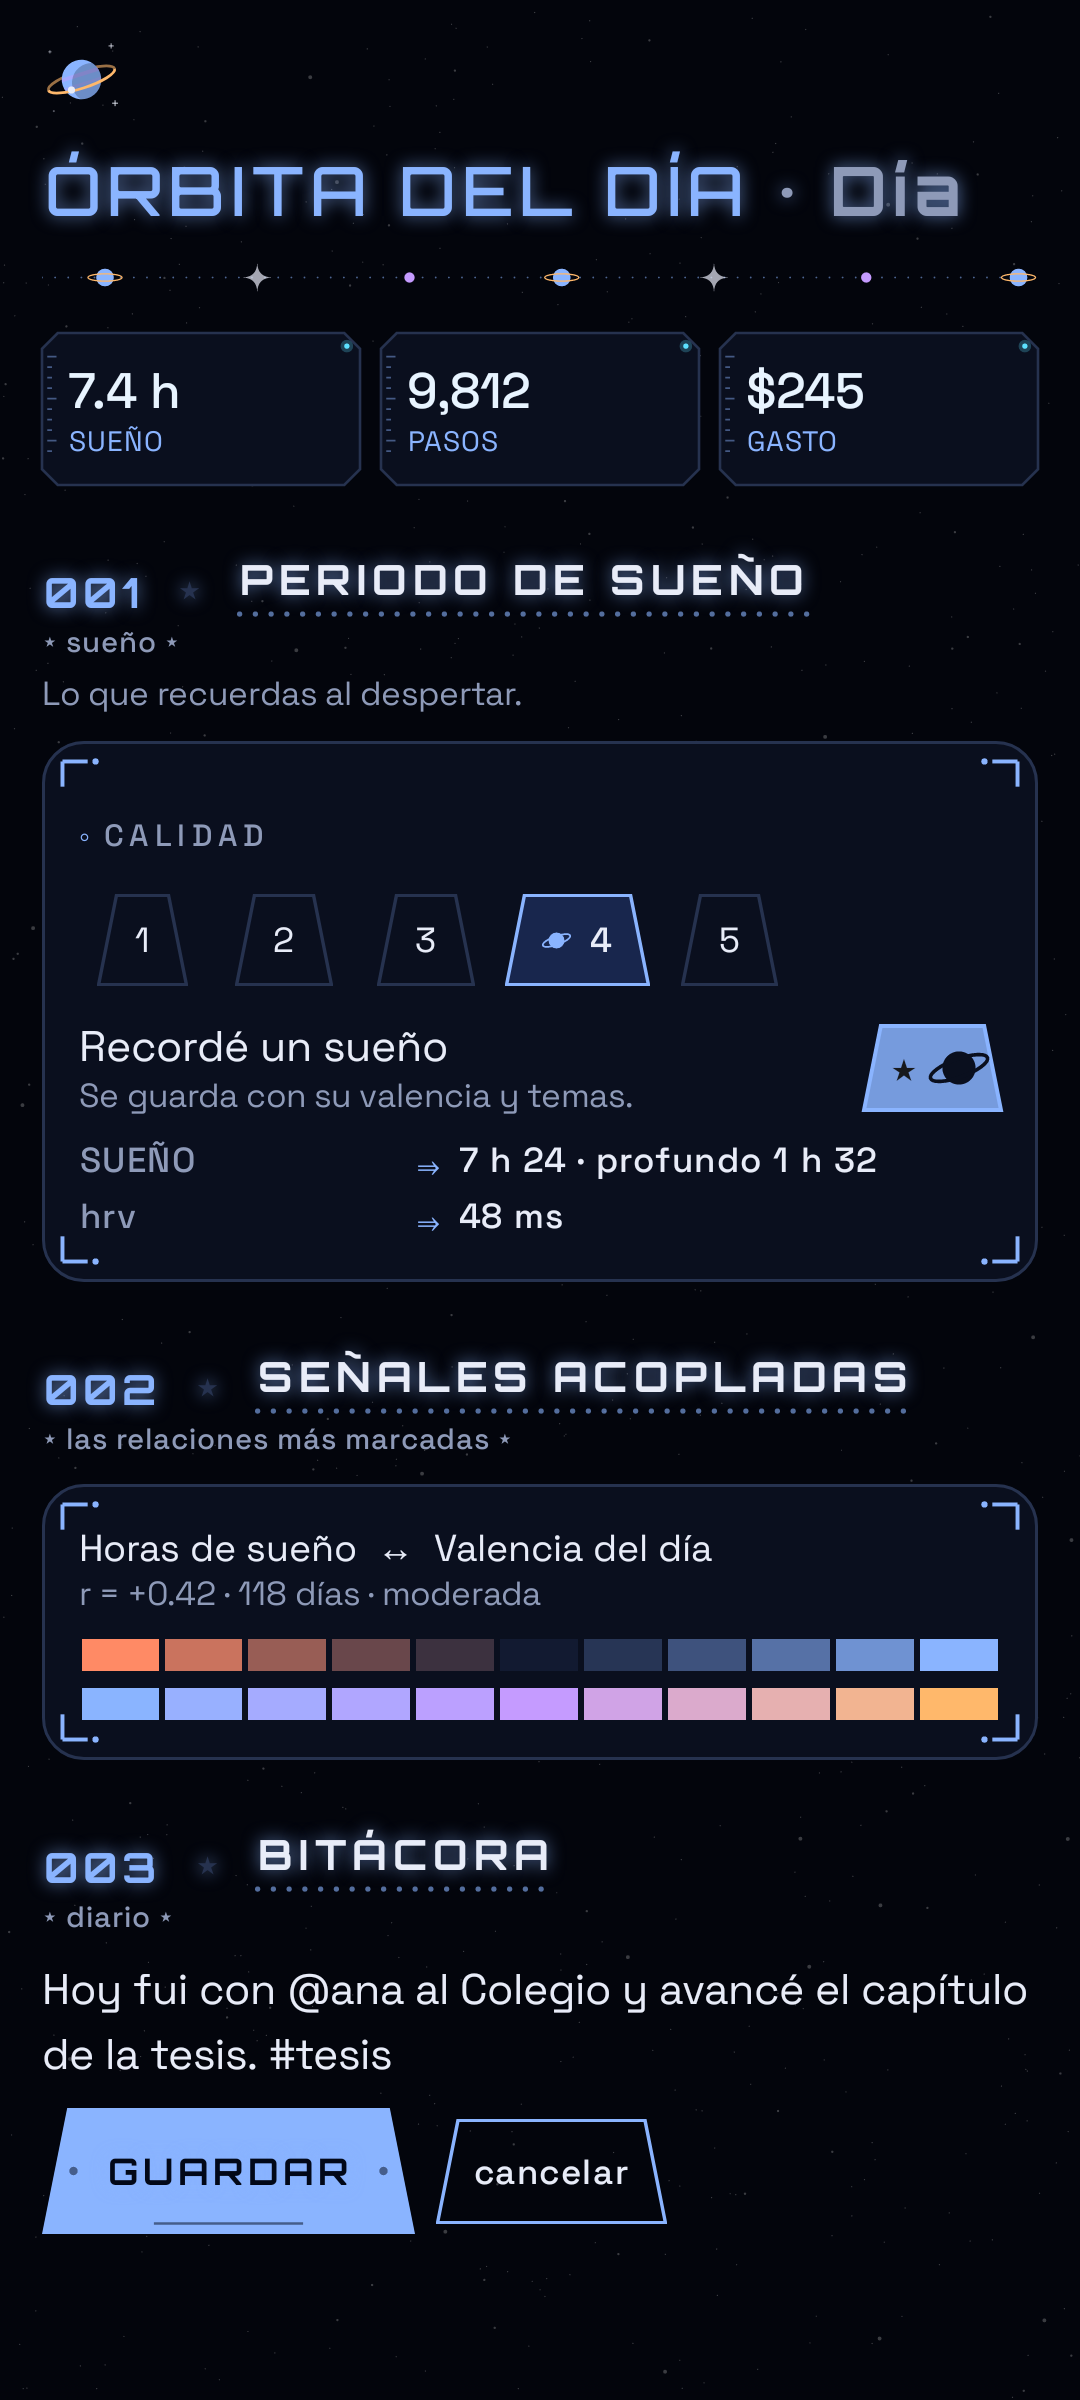 ÓRBITA DEL DÍA · Día
7.4 h
SUEÑO
9,812
PASOS
$245
GASTO
001 ★ PERIODO DE SUEÑO
★ sueño ★
Lo que recuerdas al despertar.
◦ CALIDAD
1 2 3 4 5
Recordé un sueño
Se guarda con su valencia y temas.
SUEÑO ⇒ 7 h 24 · profundo 1 h 32
hrv ⇒ 48 ms
002 ★ SEÑALES ACOPLADAS
★ las relaciones más marcadas ★
Horas de sueño ↔ Valencia del día
r = +0.42 · 118 días · moderada
003 ★ BITÁCORA
★ diario ★
Hoy fui con @ana al Colegio y avancé el capítulo
de la tesis. #tesis
GUARDAR
cancelar